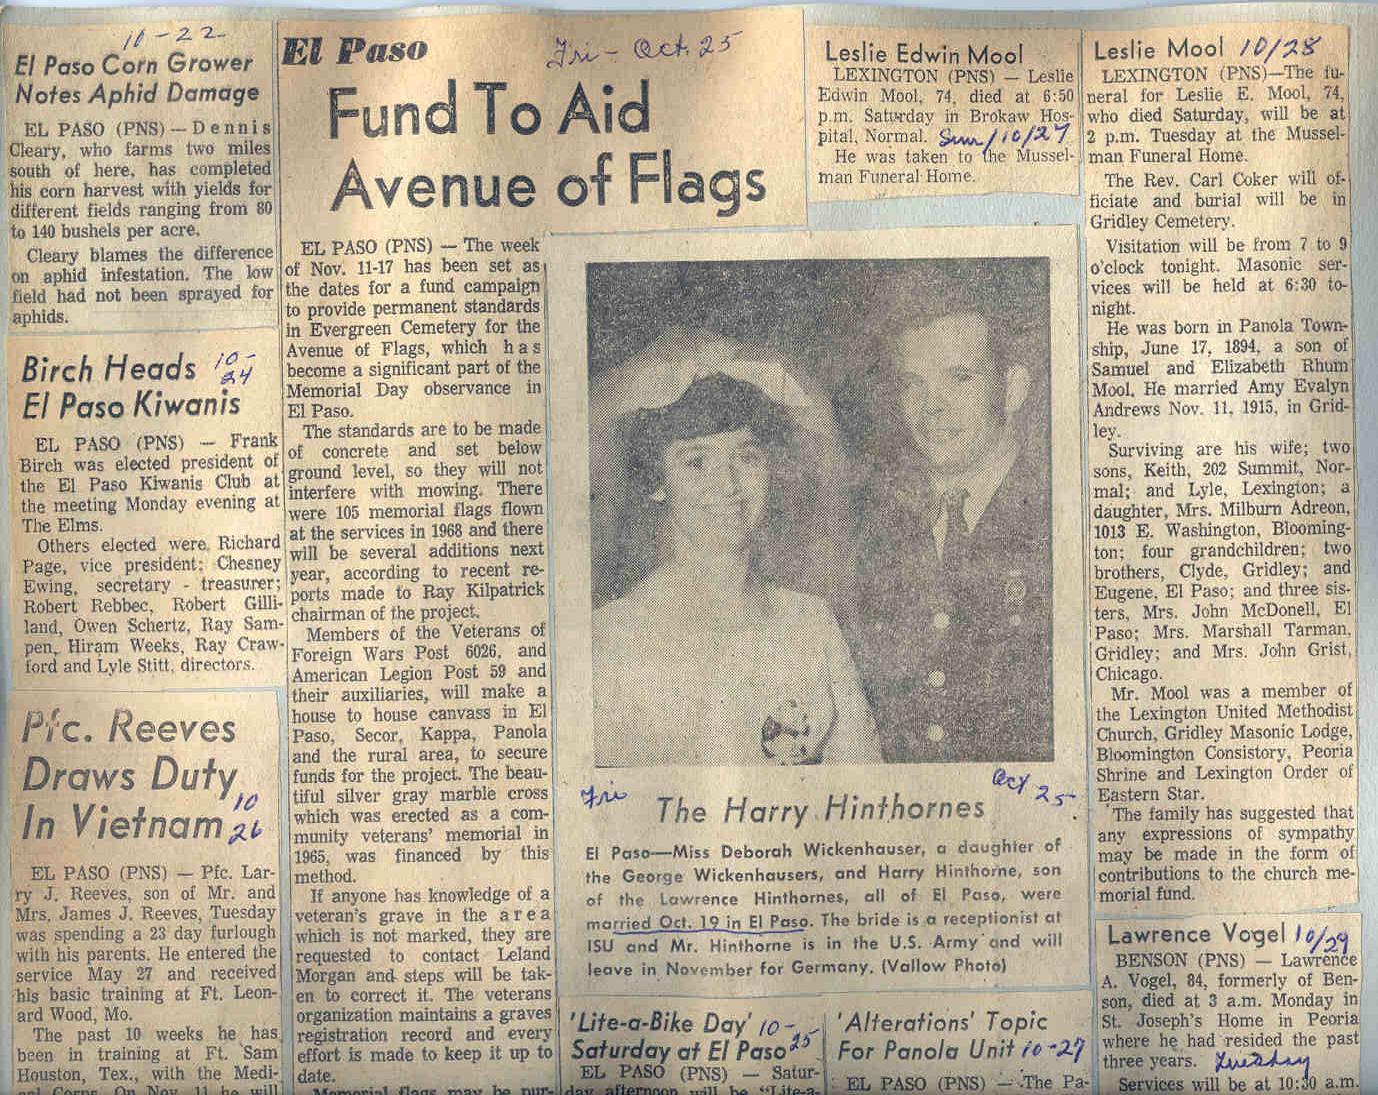 10-22
El Paso Corn Grower
Notes Aphid Damage
EL PASO (PNS) — Dennis
Cleary, who farms two miles
south of here, has completed
his corn harvest with yields for
different fields ranging from 80
to 140 bushels per acre.
Cleary blames the difference
on aphid infestation. The low
field had not been sprayed for
aphids.
Birch Heads 10-
24
El Paso Kiwanis
EL PASO (PNS) — Frank
Birch was elected president of
the El Paso Kiwanis Club at
the meeting Monday evening at
The Elms.
Others elected were, Richard
Page, vice president; Chesney
Ewing, secretary - treasurer;
Robert Rebbec, Robert Gilli-
land, Owen Schertz, Ray Sam-
pen, Hiram Weeks, Ray Craw-
ford and Lyle Stitt, directors.
Pfc. Reeves
Draws Duty
In Vietnam 10
26
EL PASO (PNS) — Pfc. Lar-
ry J. Reeves, son of Mr. and
Mrs. James J. Reeves, Tuesday
was spending a 23 day furlough
with his parents. He entered the
service May 27 and received
his basic training at Ft. Leon-
ard Wood, Mo.
The past 10 weeks he has
been in training at Ft. Sam
Houston, Tex., with the Medi-
cal Corps. On Nov. 11 he will
El Paso
Fri - Oct. 25
Fund To Aid
Avenue of Flags
EL PASO (PNS) — The week
of Nov. 11-17 has been set as
the dates for a fund campaign
to provide permanent standards
in Evergreen Cemetery for the
Avenue of Flags, which has
become a significant part of the
Memorial Day observance in
El Paso.
The standards are to be made
of concrete and set below
ground level, so they will not
interfere with mowing. There
were 105 memorial flags flown
at the services in 1968 and there
will be several additions next
year, according to recent re-
ports made to Ray Kilpatrick
chairman of the project.
Members of the Veterans of
Foreign Wars Post 6026, and
American Legion Post 59 and
their auxiliaries, will make a
house to house canvass in El
Paso, Secor, Kappa, Panola
and the rural area, to secure
funds for the project. The beau-
tiful silver gray marble cross
which was erected as a com-
munity veterans' memorial in
1965, was financed by this
method.
If anyone has knowledge of a
veteran's grave in the area
which is not marked, they are
requested to contact Leland
Morgan and steps will be tak-
en to correct it. The veterans
organization maintains a graves
registration record and every
effort is made to keep it up to
date.
Memorial flags may be pur-
Fri
Oct 25-
The Harry Hinthornes
El Paso—Miss Deborah Wickenhauser, a daughter of
the George Wickenhausers, and Harry Hinthorne, son
of the Lawrence Hinthornes, all of El Paso, were
married Oct. 19 in El Paso. The bride is a receptionist at
ISU and Mr. Hinthorne is in the U.S. Army and will
leave in November for Germany. (Vallow Photo)
'Lite-a-Bike Day' 10-
25
Saturday at El Paso
EL PASO (PNS) — Satur-
day afternoon will be "Lite-a-
'Alterations' Topic
For Panola Unit 10-27
EL PASO (PNS) — The Pa-
Leslie Edwin Mool
LEXINGTON (PNS) — Leslie
Edwin Mool, 74, died at 6:50
p.m. Saturday in Brokaw Hos-
pital, Normal. Sun/10/27
He was taken to the Mussel-
man Funeral Home.
Leslie Mool 10/28
LEXINGTON (PNS)—The fu-
neral for Leslie E. Mool, 74,
who died Saturday, will be at
2 p.m. Tuesday at the Mussel-
man Funeral Home.
The Rev. Carl Coker will of-
ficiate and burial will be in
Gridley Cemetery.
Visitation will be from 7 to 9
o'clock tonight. Masonic ser-
vices will be held at 6:30 to-
night.
He was born in Panola Town-
ship, June 17, 1894, a son of
Samuel and Elizabeth Rhum
Mool. He married Amy Evalyn
Andrews Nov. 11, 1915, in Grid-
ley.
Surviving are his wife; two
sons, Keith, 202 Summit, Nor-
mal; and Lyle, Lexington; a
daughter, Mrs. Milburn Adreon,
1013 E. Washington, Blooming-
ton; four grandchildren; two
brothers, Clyde, Gridley; and
Eugene, El Paso; and three sis-
ters, Mrs. John McDonell, El
Paso; Mrs. Marshall Tarman,
Gridley; and Mrs. John Grist,
Chicago.
Mr. Mool was a member of
the Lexington United Methodist
Church, Gridley Masonic Lodge,
Bloomington Consistory, Peoria
Shrine and Lexington Order of
Eastern Star.
The family has suggested that
any expressions of sympathy
may be made in the form of
contributions to the church me-
morial fund.
Lawrence Vogel 10/29
BENSON (PNS) — Lawrence
A. Vogel, 84, formerly of Ben-
son, died at 3 a.m. Monday in
St. Joseph's Home in Peoria
where he had resided the past
three years. Tuesday
Services will be at 10:30 a.m.